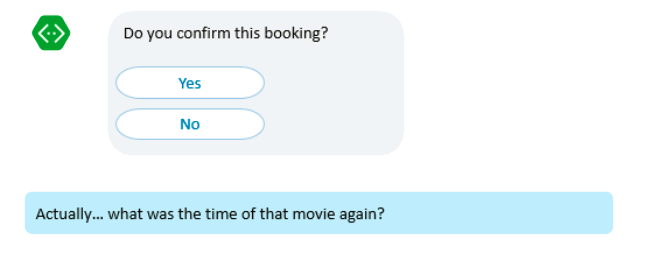 Do you confirm this booking?
Yes
No
Actually... what was the time of that movie again?